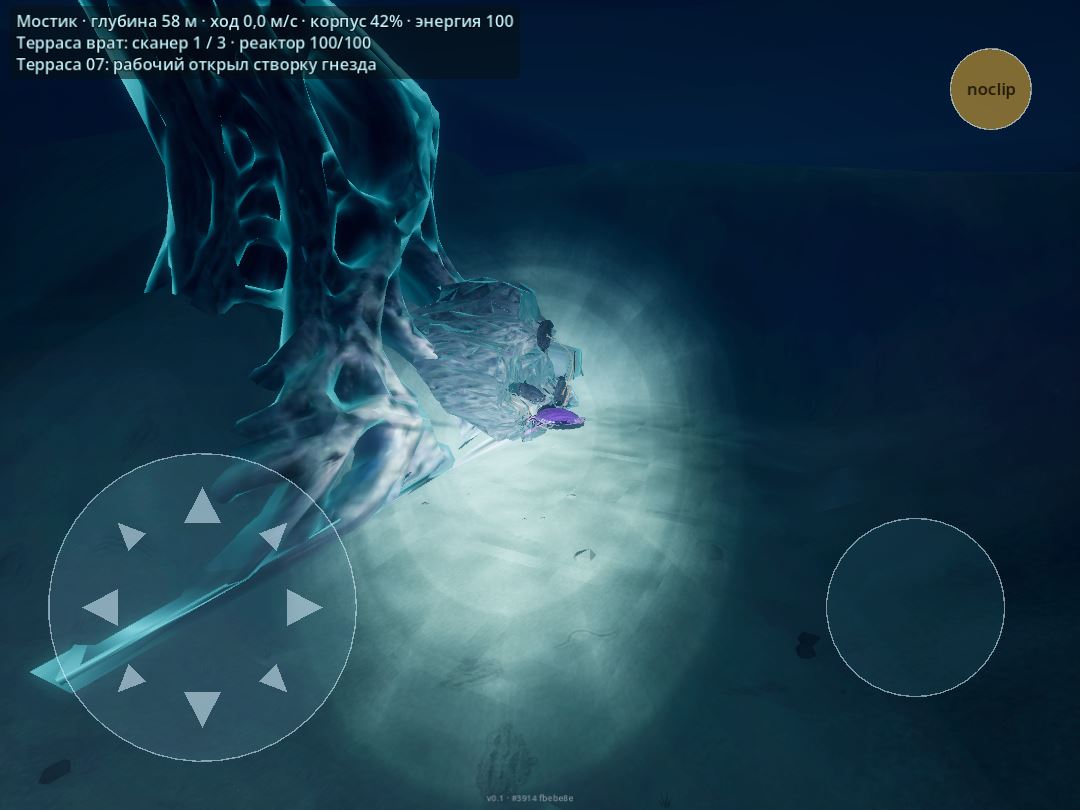 Мостик · глубина 58 м · ход 0,0 м/с · корпус 42% · энергия 100
Терраса врат: сканер 1 / 3 · реактор 100/100
Терраса 07: рабочий открыл створку гнезда
noclip
v0.1 · #3914 fbebe8e